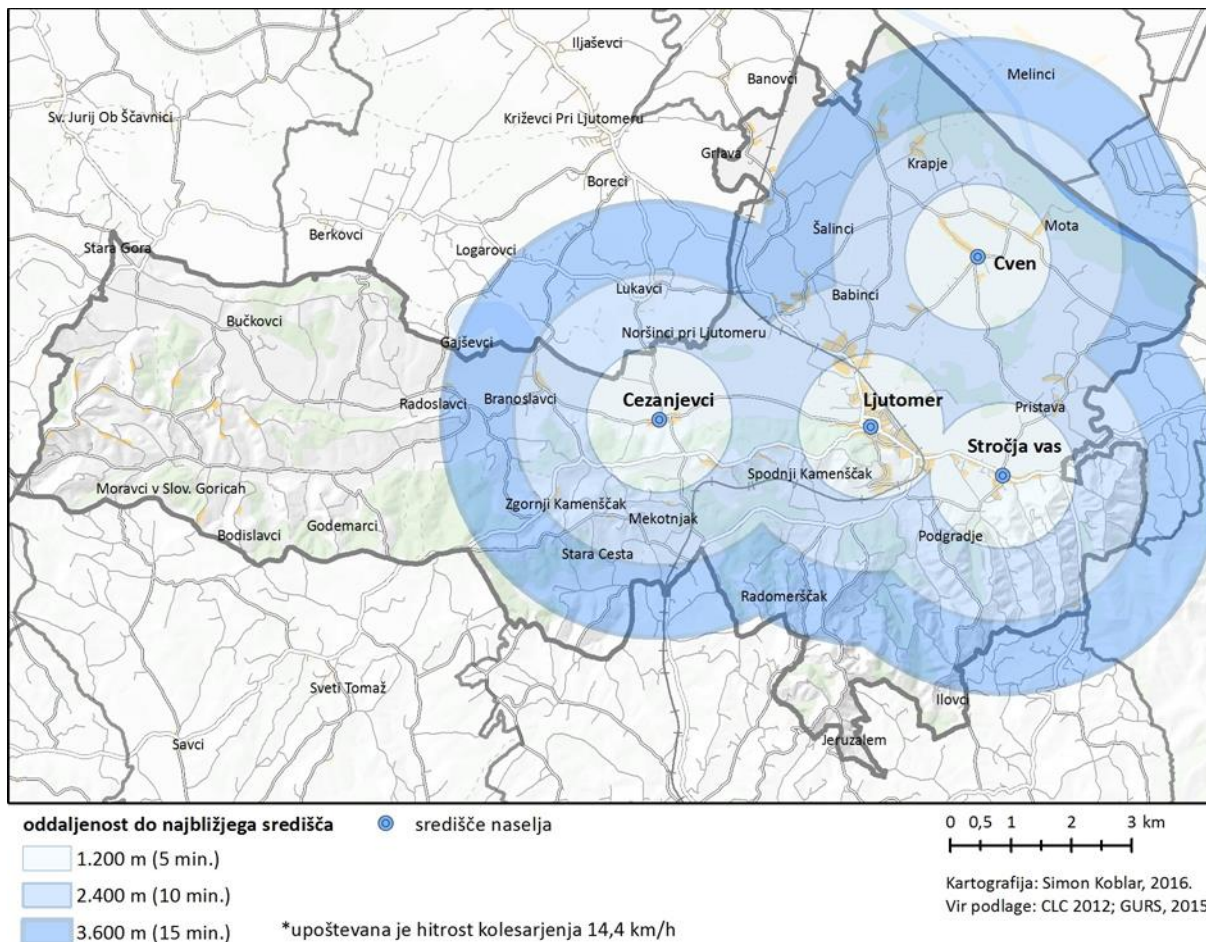 Iljaševci
Melinci
Banovci
Sv. Jurij Ob Ščavnici
Križevci Pri Ljutomeru
Grlava
Krapje
Boreci
Mota
Šalinci
Berkovci
Stara Gora
Logarovci
Cven
Lukavci
Babinci
Bučkovci
Noršinci pri Ljutomeru
Gajševci
Cezanjevci
Ljutomer
Radoslavci
Branoslavci
Pristava
Stročja vas
Spodnji Kamenščak
Moravci v Slov. Goricah
Zgornji Kamenščak
Mekotnjak
Godemarci
Bodislavci
Podgradje
Stara Cesta
Radomerščak
Sveti Tomaž
Ilovci
Savci
Jeruzalem
oddaljenost do najbližjega središča
središče naselja
1.200 m (5 min.)
2.400 m (10 min.)
3.600 m (15 min.)
*upoštevana je hitrost kolesarjenja 14,4 km/h
0 0,5 1 2 3 km
Kartografija: Simon Koblar, 2016.
Vir podlage: CLC 2012; GURS, 2015